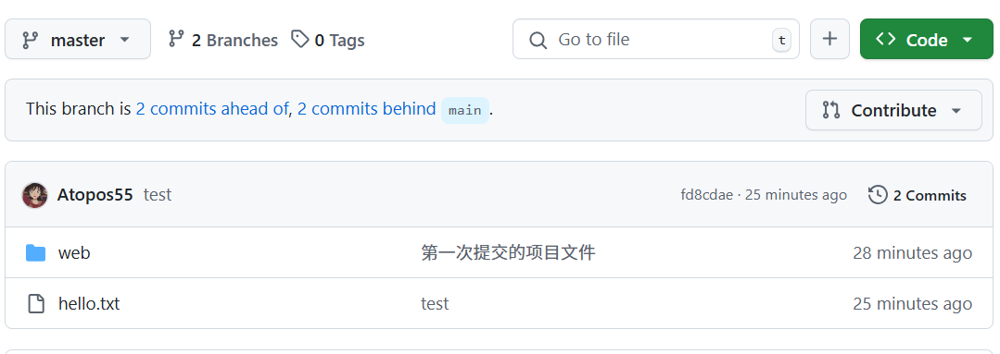 master 2 Branches 0 Tags Go to file t Code
This branch is 2 commits ahead of, 2 commits behind main.
Contribute
Atopos55 test fd8cdae · 25 minutes ago 2 Commits
web 第一次提交的项目文件 28 minutes ago
hello.txt test 25 minutes ago